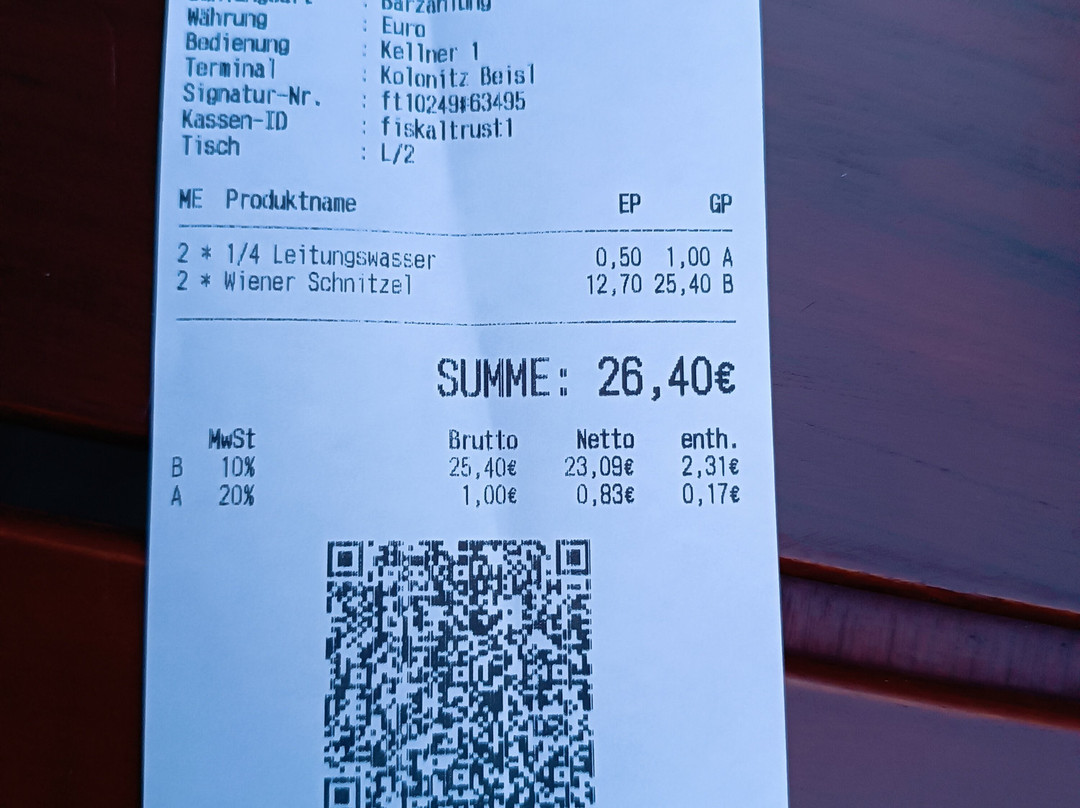 : Barzahlung
Währung : Euro
Bedienung : Kellner 1
Terminal : Kolonitz Beisl
Signatur-Nr. : ft10249#63495
Kassen-ID : fiskaltrust1
Tisch : L/2
ME Produktname EP GP
2 * 1/4 Leitungswasser 0,50 1,00 A
2 * Wiener Schnitzel 12,70 25,40 B
SUMME: 26,40€
MwSt Brutto Netto enth.
B 10% 25,40€ 23,09€ 2,31€
A 20% 1,00€ 0,83€ 0,17€